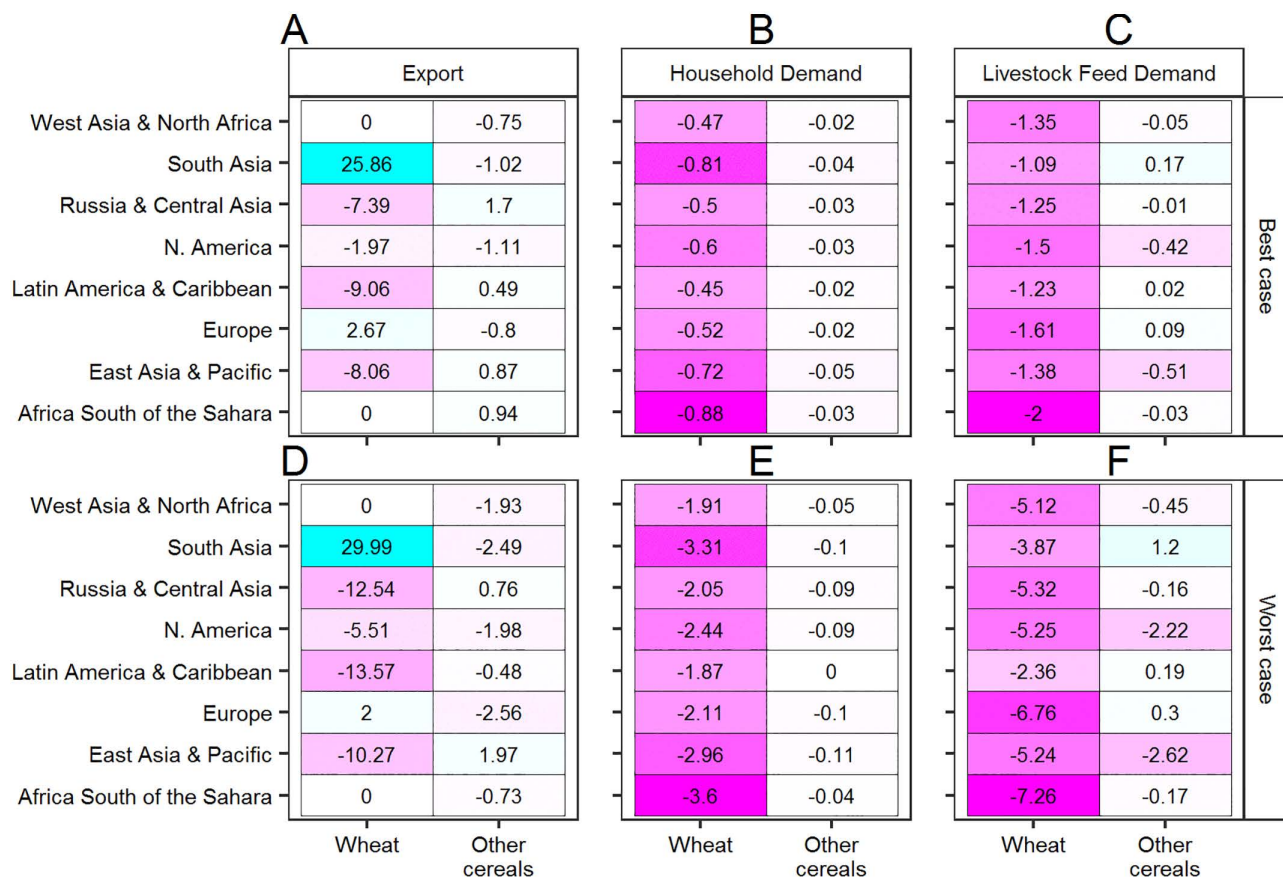 A B C
Export Household Demand Livestock Feed Demand
West Asia & North Africa 0 -0.75 -0.47 -0.02 -1.35 -0.05
South Asia 25.86 -1.02 -0.81 -0.04 -1.09 0.17
Russia & Central Asia -7.39 1.7 -0.5 -0.03 -1.25 -0.01
N. America -1.97 -1.11 -0.6 -0.03 -1.5 -0.42
Latin America & Caribbean -9.06 0.49 -0.45 -0.02 -1.23 0.02
Europe 2.67 -0.8 -0.52 -0.02 -1.61 0.09
East Asia & Pacific -8.06 0.87 -0.72 -0.05 -1.38 -0.51
Africa South of the Sahara 0 0.94 -0.88 -0.03 -2 -0.03
Best case
D E F
West Asia & North Africa 0 -1.93 -1.91 -0.05 -5.12 -0.45
South Asia 29.99 -2.49 -3.31 -0.1 -3.87 1.2
Russia & Central Asia -12.54 0.76 -2.05 -0.09 -5.32 -0.16
N. America -5.51 -1.98 -2.44 -0.09 -5.25 -2.22
Latin America & Caribbean -13.57 -0.48 -1.87 0 -2.36 0.19
Europe 2 -2.56 -2.11 -0.1 -6.76 0.3
East Asia & Pacific -10.27 1.97 -2.96 -0.11 -5.24 -2.62
Africa South of the Sahara 0 -0.73 -3.6 -0.04 -7.26 -0.17
Worst case
Wheat Other Wheat Other Wheat Other
cereals cereals cereals